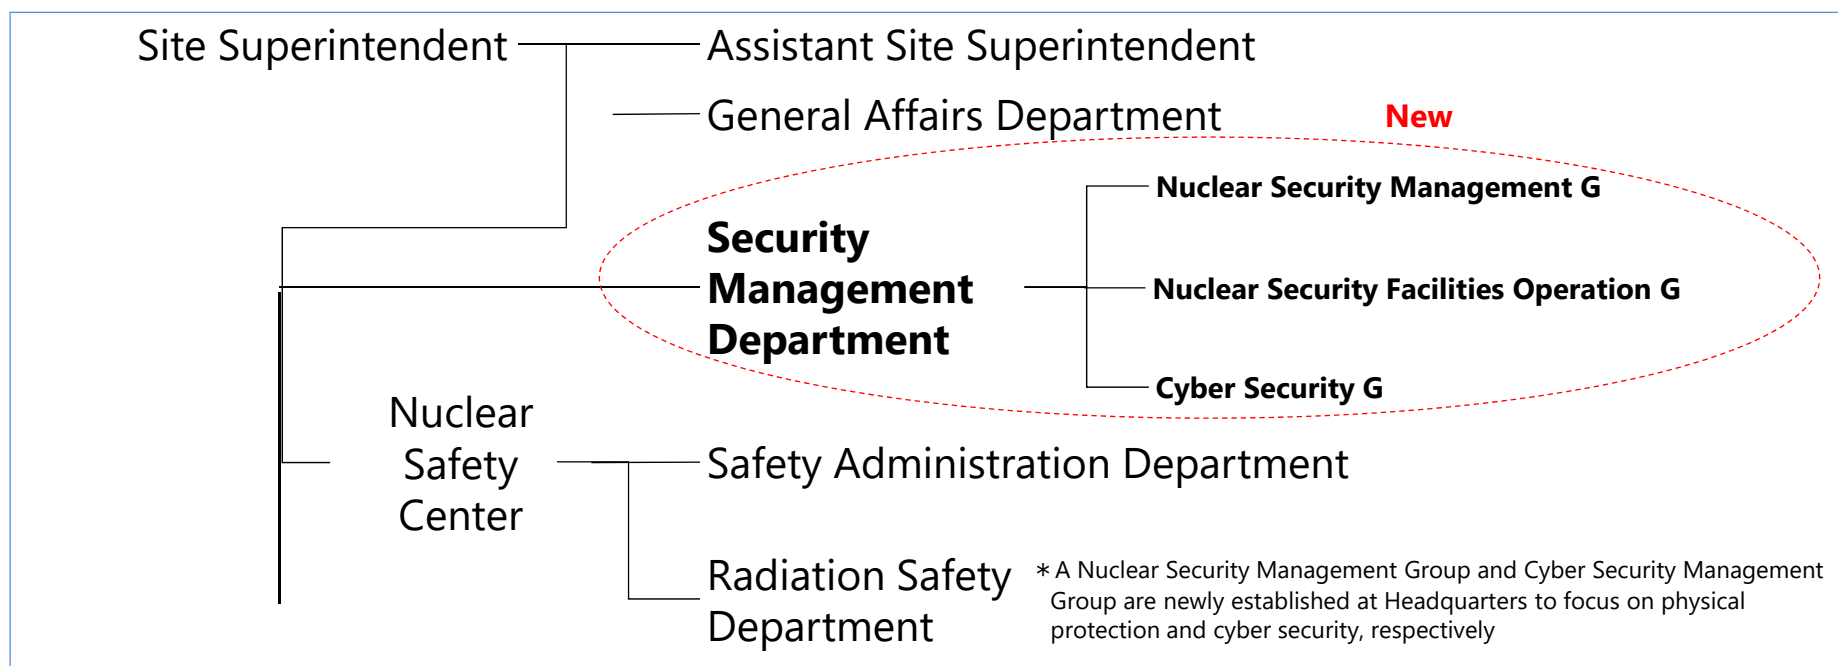 Site Superintendent
Assistant Site Superintendent
General Affairs Department
New
Nuclear Security Management G
Security
Management
Department
Nuclear Security Facilities Operation G
Cyber Security G
Nuclear
Safety
Center
Safety Administration Department
Radiation Safety
Department
＊A Nuclear Security Management Group and Cyber Security Management
Group are newly established at Headquarters to focus on physical
protection and cyber security, respectively